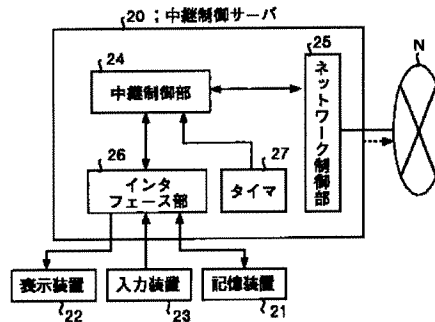 20;中継制御サーバ
25
N
24
中継制御部
ネットワーク制御部
26
27
インタ
フェース部
タイマ
表示装置
入力装置
記憶装置
22
23
21